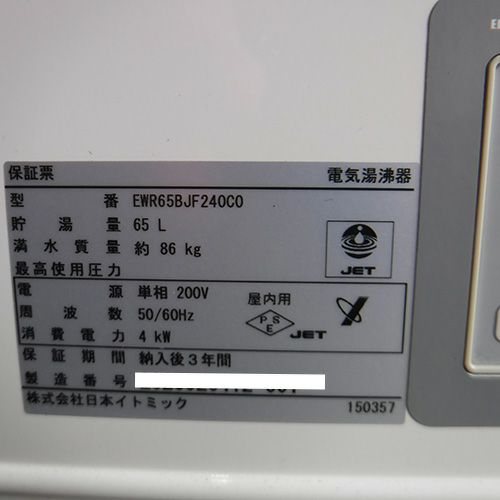 保証票 電気湯沸器
型番 EWR65BJF240C0
貯湯量 65 L
満水質量 約 86 kg
最高使用圧力
JET
電源 単相 200V 屋内用
周波数 50/60Hz
PSE JET
消費電力 4 kW
保証期間 納入後3年間
製造番号
株式会社日本イトミック 150357